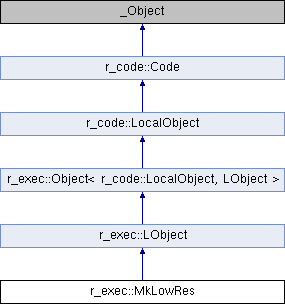 _Object
r_code::Code
r_code::LocalObject
r_exec::Object< r_code::LocalObject, LObject >
r_exec::LObject
r_exec::MkLowRes